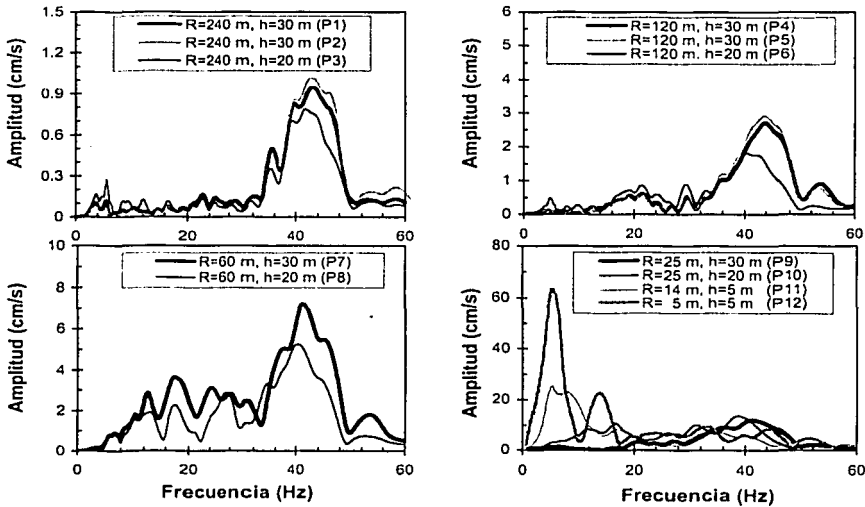 Amplitud (cm/s)
1.5
1.2
0.9
0.6
0.3
0
R=240 m, h=30 m (P1)
R=240 m, h=30 m (P2)
R=240 m, h=20 m (P3)
0
20
40
60
Amplitud (cm/s)
6
5
4
3
2
1
0
R=120 m, h=30 m (P4)
R=120 m, h=30 m (P5)
R=120 m. h=20 m (P6)
0
20
40
60
Amplitud (cm/s)
10
8
6
4
2
0
R=60 m, h=30 m (P7)
R=60 m, h=20 m (P8)
0
20
40
60
Frecuencia (Hz)
Amplitud (cm/s)
80
60
40
20
0
R=25 m, h=30 m (P9)
R=25 m, h=20 m (P10)
R=14 m, h=5 m (P11)
R= 5 m, h=5 m (P12)
0
20
40
60
Frecuencia (Hz)